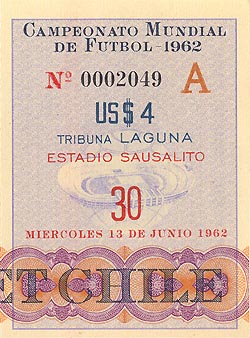 CAMPEONATO MUNDIAL
DE FUTBOL-1962
Nº 0002049 A
US$ 4
TRIBUNA LAGUNA
ESTADIO SAUSALITO
30
MIERCOLES 13 DE JUNIO 1962
ET CHILE